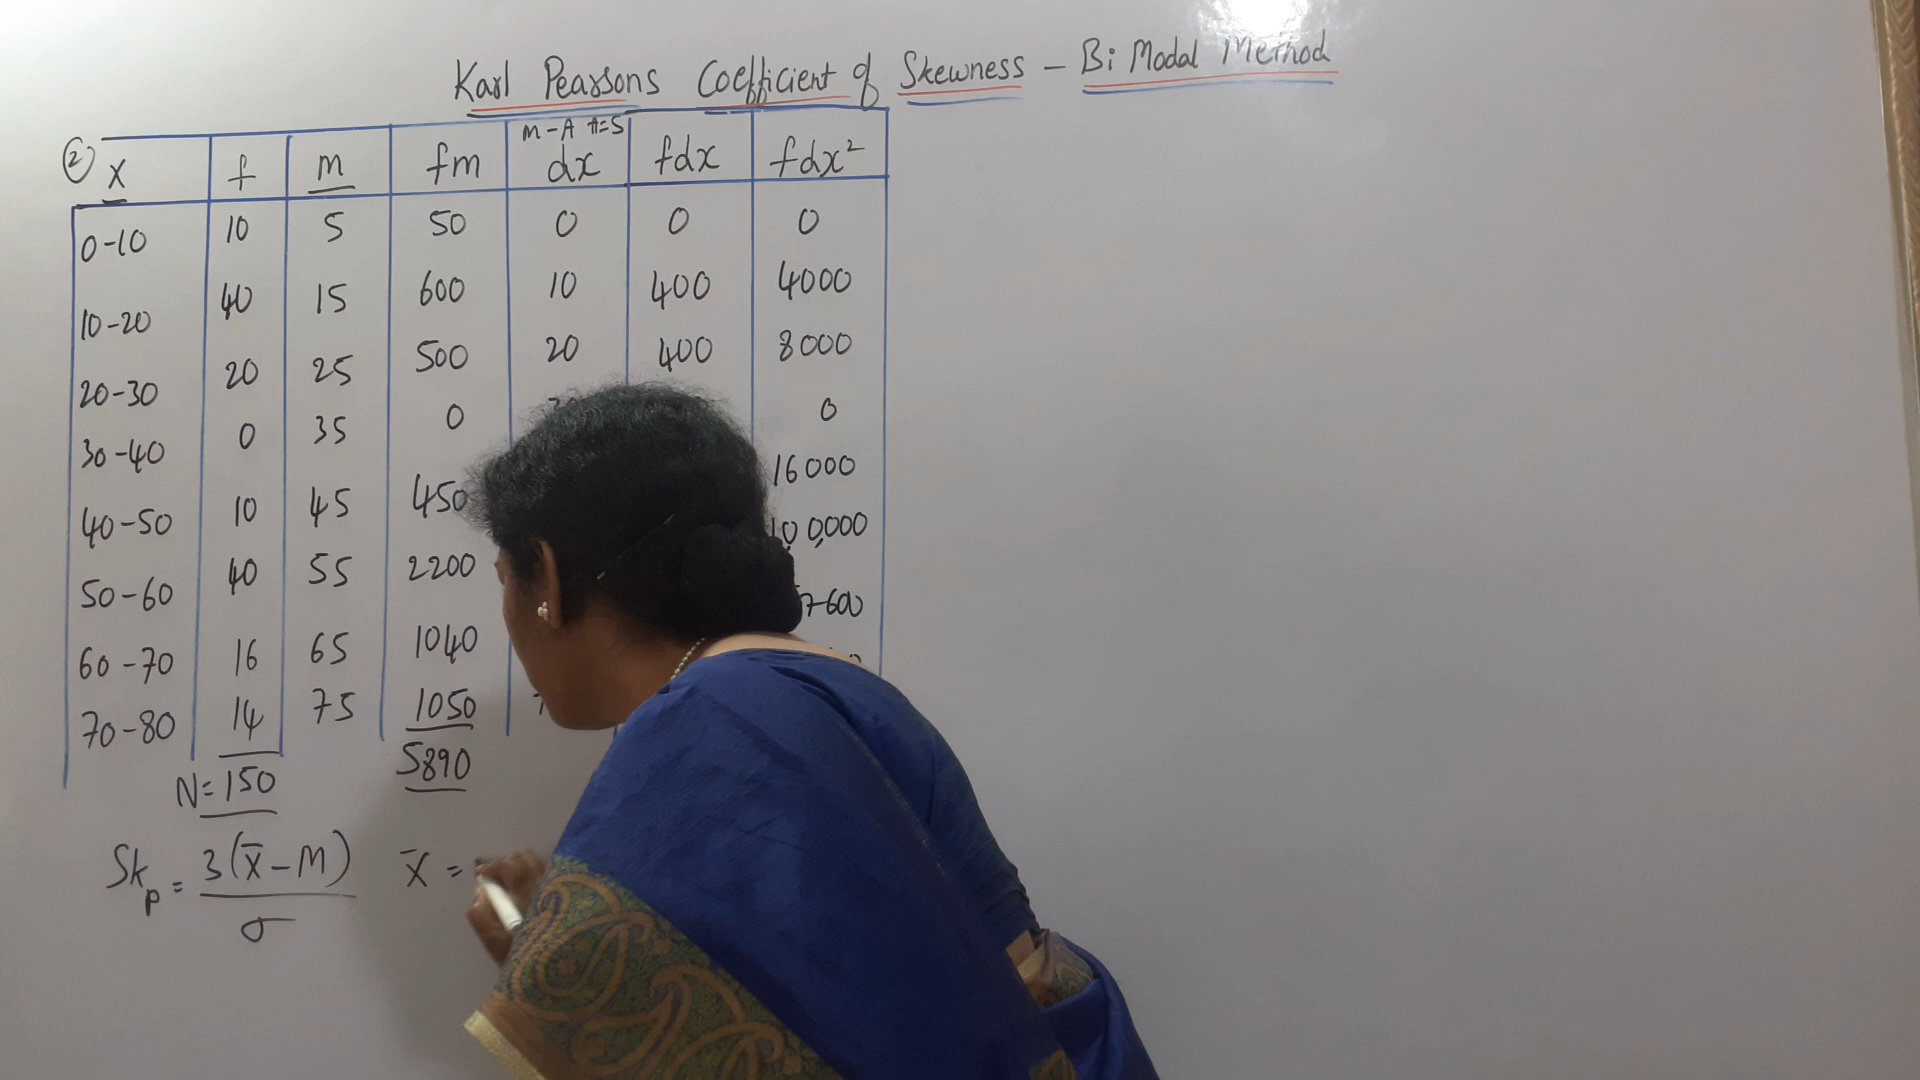 Karl Pearsons Coefficient of Skewness - Bi Modal Method
M-A A=5
② X f m fm dx fdx fdx²
0-10 10 5 50 0 0 0
10-20 40 15 600 10 400 4000
20-30 20 25 500 20 400 8000
30-40 0 35 0 0
40-50 10 45 450 16000
50-60 40 55 2200 0,000
60-70 16 65 1040 7600
70-80 14 75 1050
N=150 5890
Skp = 3(x̄-M) x̄ =
σ